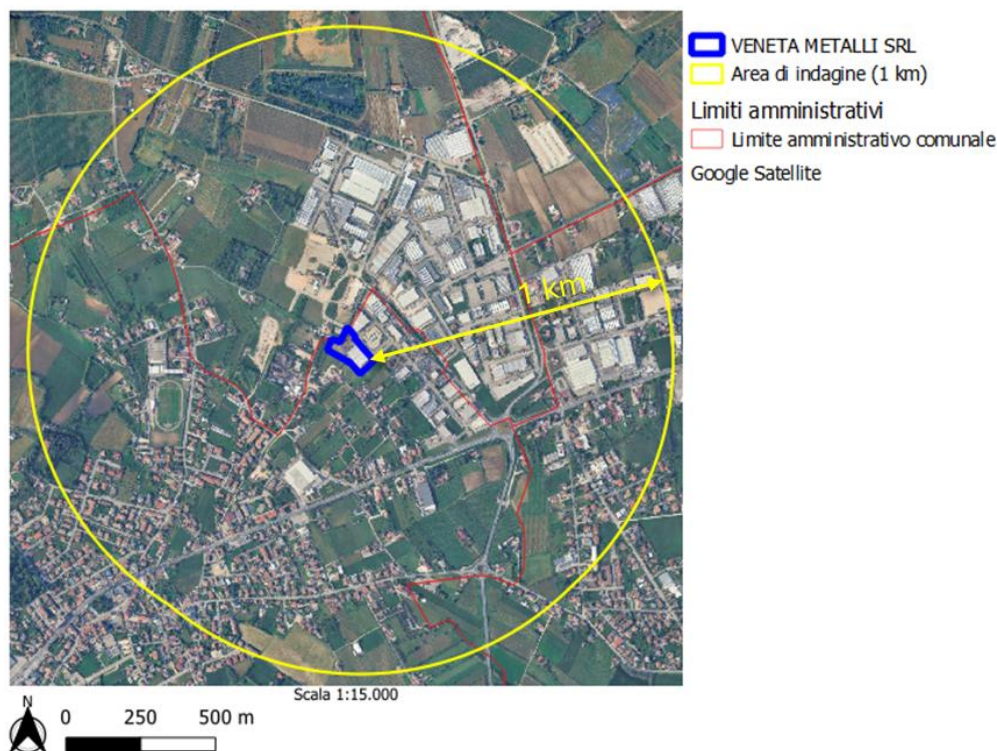 VENETA METALLI SRL
Area di indagine (1 km)
Limiti amministrativi
Limite amministrativo comunale
Google Satellite
1 km
Scala 1:15.000
N
0 250 500 m